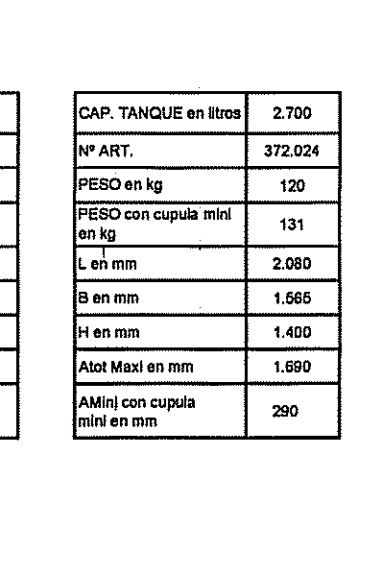 CAP. TANQUE en litros 2.700
Nº ART. 372.024
PESO en kg 120
PESO con cupula mini
en kg 131
L en mm 2.080
B en mm 1.565
H en mm 1.400
Atot Maxi en mm 1.690
AMini con cupula
mini en mm 290